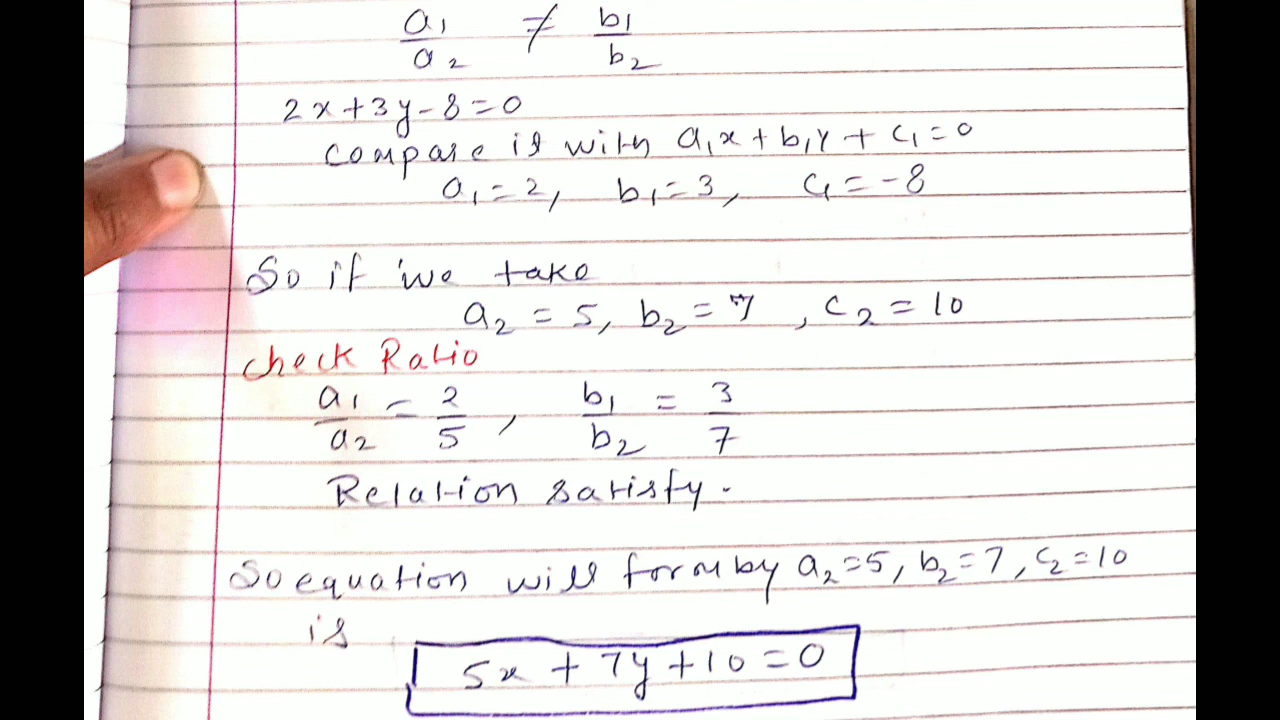 a₁/a₂ ≠ b₁/b₂
2x+3y-8=0
compare it with a₁x+b₁y+c₁=0
a₁=2, b₁=3, c₁=-8
So if we take
a₂ = 5, b₂ = 7, c₂ = 10
check Ratio
a₁/a₂ = 2/5, b₁/b₂ = 3/7
Relation satisfy.
So equation will form by a₂=5, b₂=7, c₂=10
is
5x + 7y + 10 = 0